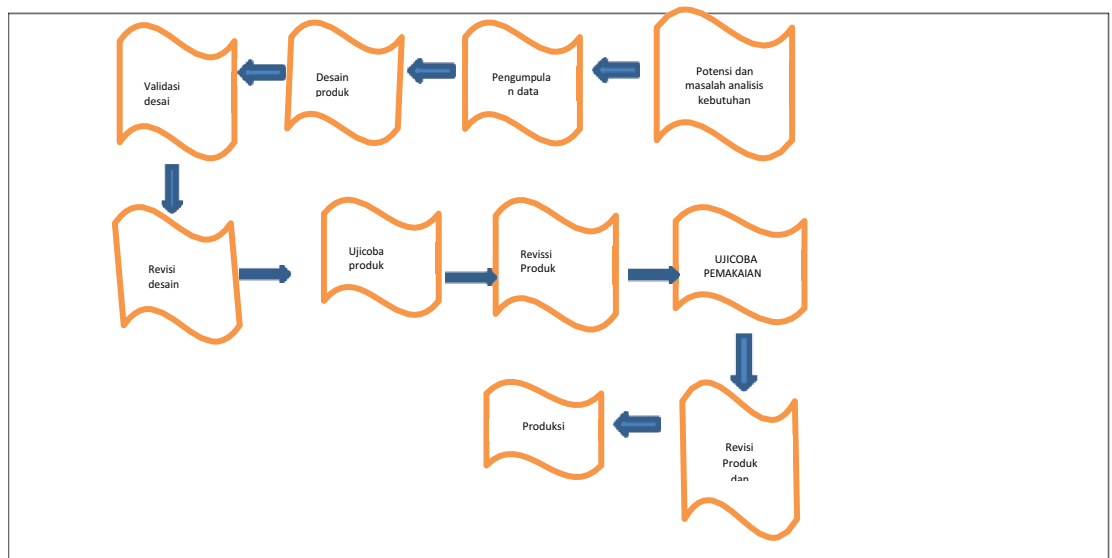 Potensi dan
masalah analisis
kebutuhan
Pengumpula
n data
Desain
produk
Validasi
desai
Revisi
desain
Ujicoba
produk
Revissi
Produk
UJICOBA
PEMAKAIAN
Revisi
Produk
dan
Produksi